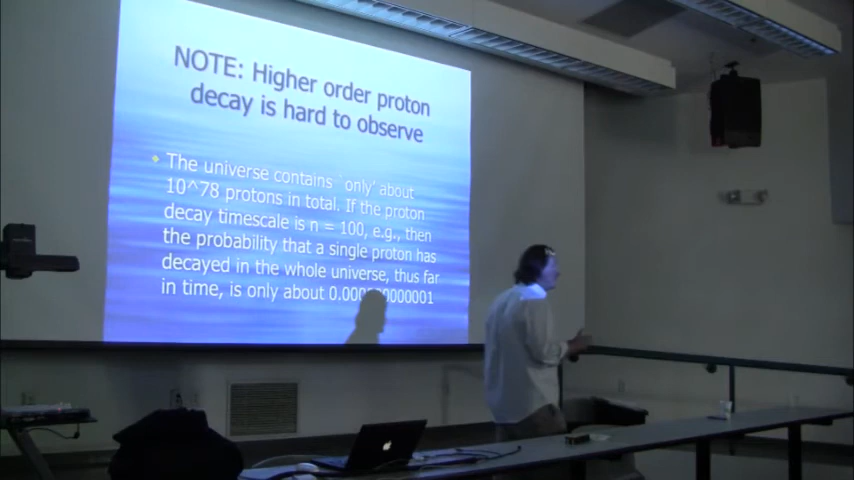 NOTE: Higher order proton
decay is hard to observe
The universe contains `only' about
10^78 protons in total. If the proton
decay timescale is n = 100, e.g., then
the probability that a single proton has
decayed in the whole universe, thus far
in time, is only about